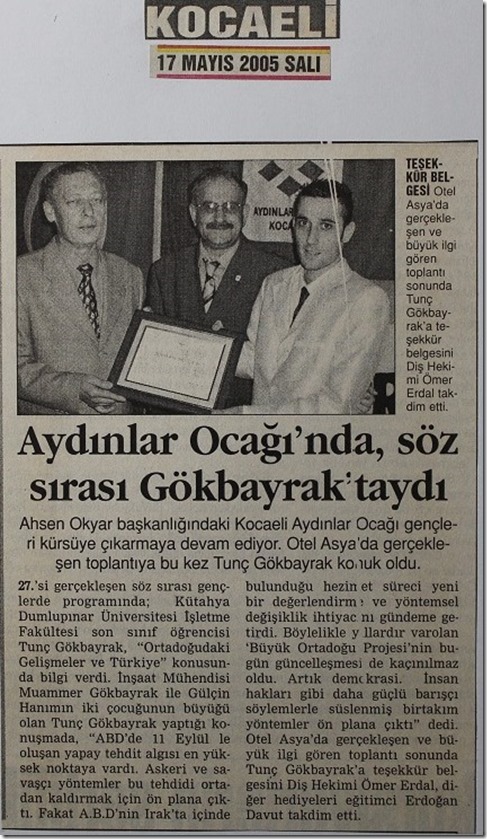 KOCAELİ
17 MAYIS 2005 SALI
AYDINLAR
KOCA
TEŞEK-
KÜR BEL-
GESİ Otel
Asya'da
gerçekle-
şen ve
büyük ilgi
gören
toplantı
sonunda
Tunç
Gökbay-
rak'a te-
şekkür
belgesini
Diş Heki-
mi Ömer
Erdal tak-
dim etti.
Aydınlar Ocağı'nda, söz
sırası Gökbayrak'taydı
Ahsen Okyar başkanlığındaki Kocaeli Aydınlar Ocağı gençle-
ri kürsüye çıkarmaya devam ediyor. Otel Asya'da gerçekle-
şen toplantıya bu kez Tunç Gökbayrak konuk oldu.
27.'si gerçekleşen söz sırası genç-
lerde programında; Kütahya
Dumlupınar Üniversitesi İşletme
Fakültesi son sınıf öğrencisi
Tunç Gökbayrak, "Ortadoğudaki
Gelişmeler ve Türkiye" konusun-
da bilgi verdi. İnşaat Mühendisi
Muammer Gökbayrak ile Gülçin
Hanımın iki çocuğunun büyüğü
olan Tunç Gökbayrak yaptığı ko-
nuşmada, "ABD'de 11 Eylül le
oluşan yapay tehdit algısı en yük-
sek noktaya vardı. Askeri ve sa-
vaşçı yöntemler bu tehdidi orta-
dan kaldırmak için ön plana çık-
tı. Fakat A.B.D'nin Irak'ta içinde
bulunduğu hezimet süreci yeni
bir değerlendirme ve yöntemsel
değişiklik ihtiyacını gündeme ge-
tirdi. Böylelikle yıllardır varolan
'Büyük Ortadoğu Projesi'nin bu-
gün güncelleşmesi de kaçınılmaz
oldu. Artık demokrasi. İnsan
hakları gibi daha güçlü barışçı
söylemlerle süslenmiş birtakım
yöntemler ön plana çıktı" dedi.
Otel Asya'da gerçekleşen ve bü-
yük ilgi gören toplantı sonunda
Tunç Gökbayrak'a teşekkür bel-
gesini Diş Hekimi Ömer Erdal, di-
ğer hediyeleri eğitimci Erdoğan
Davut takdim etti.